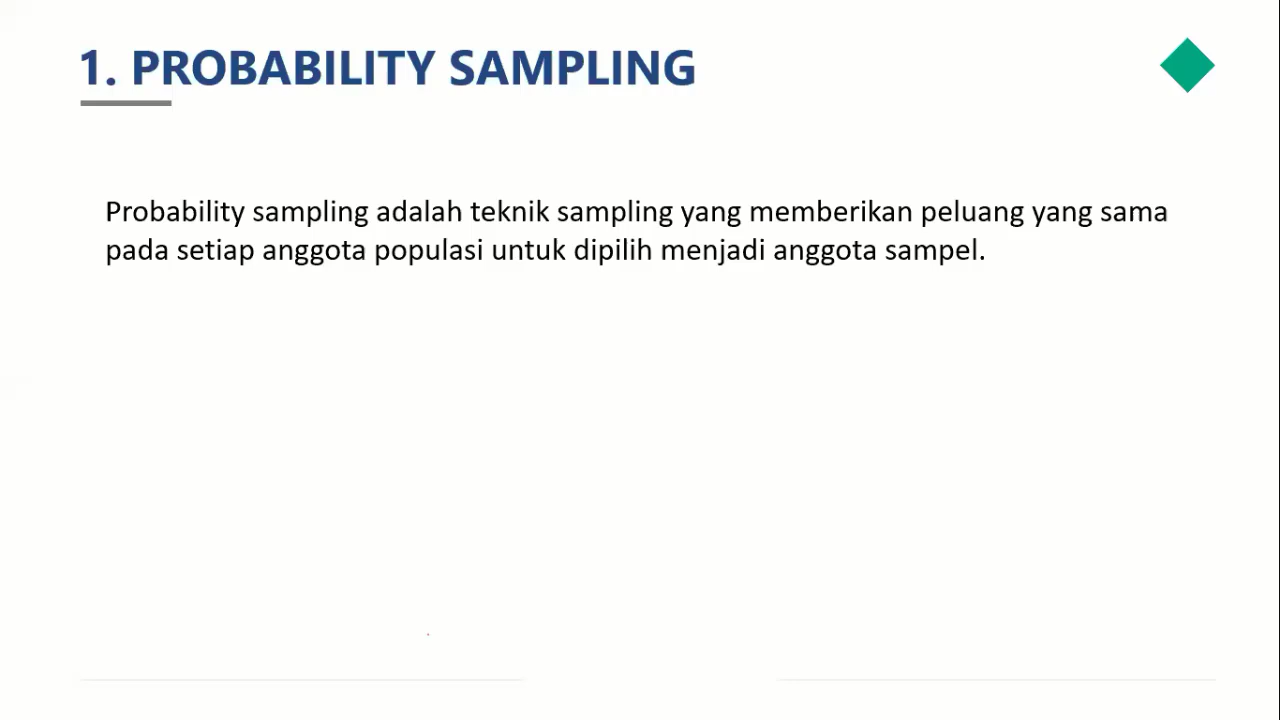 1. PROBABILITY SAMPLING
Probability sampling adalah teknik sampling yang memberikan peluang yang sama
pada setiap anggota populasi untuk dipilih menjadi anggota sampel.